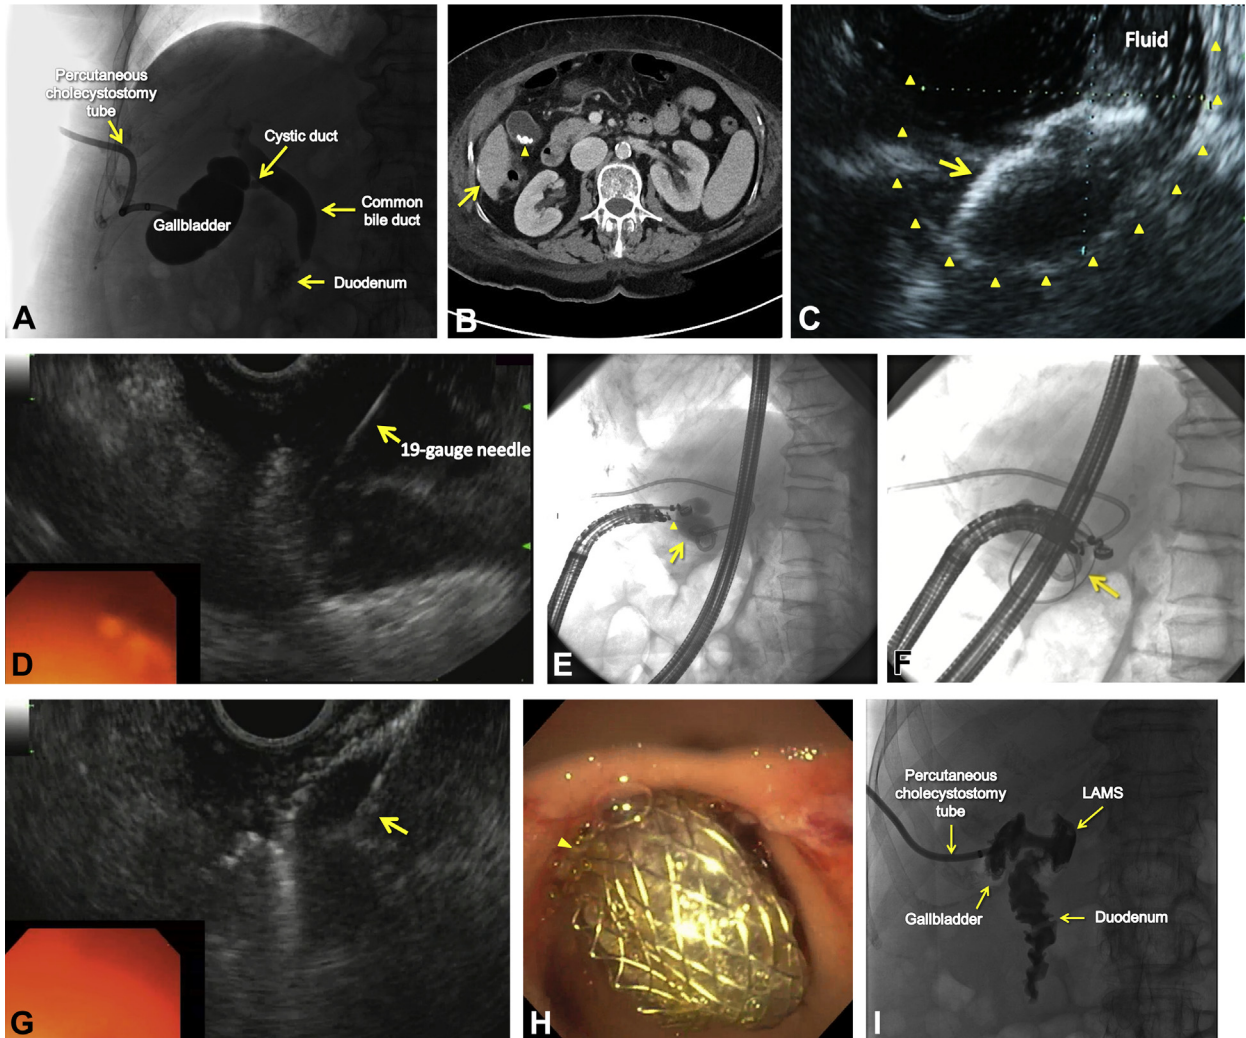 Percutaneous
cholecystostomy
tube
Cystic duct
Gallbladder
Common
bile duct
Duodenum
A
B
Fluid
C
19-gauge needle
D
E
F
G
H
Percutaneous
cholecystostomy
tube
LAMS
Gallbladder
Duodenum
I